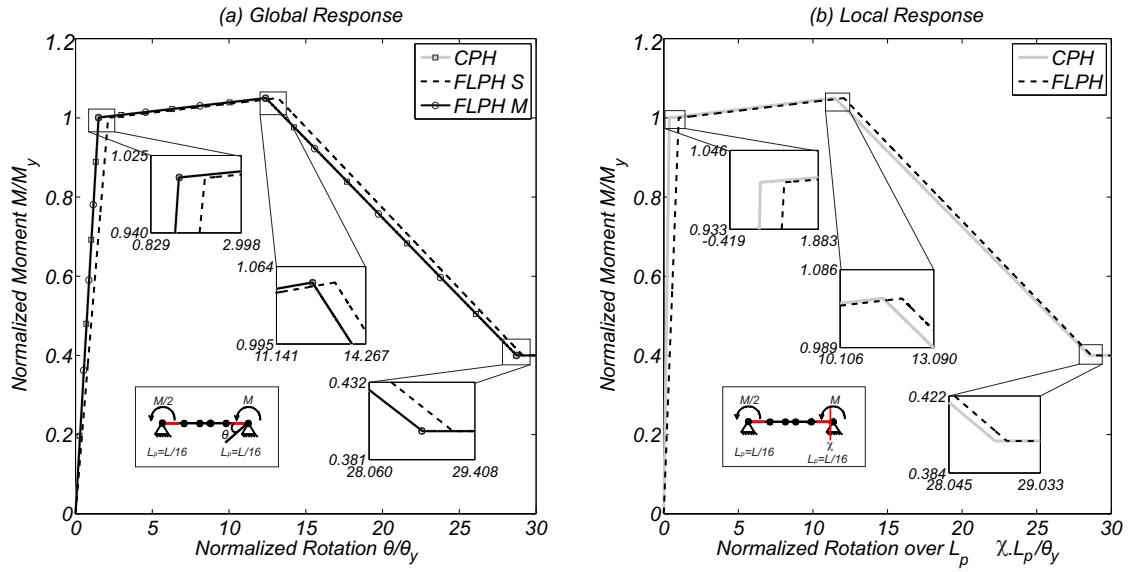 (a) Global Response
Normalized Moment M/My
1.2
1
0.8
0.6
0.4
0.2
0
0 5 10 15 20 25 30
Normalized Rotation θ/θy
CPH
FLPH S
FLPH M
1.025
0.940
0.829 2.998
1.064
0.995
11.141 14.267
0.432
0.381
28.060 29.408
M/2 M
θ
Lp=L/16 Lp=L/16
(b) Local Response
Normalized Moment M/My
1.2
1
0.8
0.6
0.4
0.2
0
0 5 10 15 20 25 30
Normalized Rotation over Lp χ.Lp/θy
CPH
FLPH
1.046
0.933
-0.419 1.883
1.086
0.989
10.106 13.090
0.422
0.384
28.045 29.033
M/2 M
χ
Lp=L/16 Lp=L/16